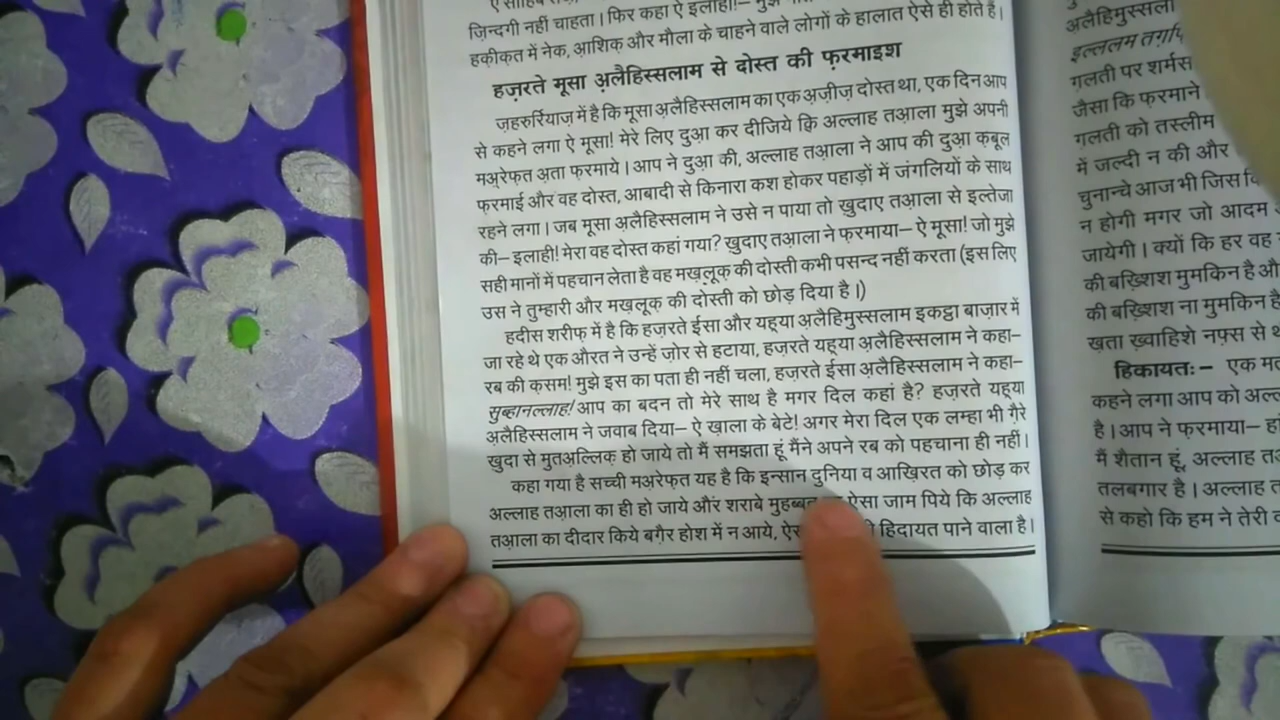 ज़िन्दगी नहीं चाहता। फिर कहा ऐ इलाही!– मुझे
हक़ीक़त में नेक, आशिक़ और मौला के चाहने वाले लोगों के हालात ऐसे ही होते हैं।
हज़रते मूसा अ़लैहिस्सलाम से दोस्त की फ़रमाइश
ज़हरुर्रियाज़ में है कि मूसा अ़लैहिस्सलाम का एक अ़ज़ीज़ दोस्त था, एक दिन आप
से कहने लगा ऐ मूसा! मेरे लिए दुआ़ कर दीजिये कि अल्लाह तआ़ला मुझे अपनी
मअ़रेफ़त अ़ता फ़रमाये। आप ने दुआ़ की, अल्लाह तआ़ला ने आप की दुआ़ क़बूल
फ़रमाई और वह दोस्त, आबादी से किनारा कश होकर पहाड़ों में जंगलियों के साथ
रहने लगा। जब मूसा अ़लैहिस्सलाम ने उसे न पाया तो खुदाए तआ़ला से इल्तेजा
की– इलाही! मेरा वह दोस्त कहां गया? खुदाए तआ़ला ने फ़रमाया– ऐ मूसा! जो मुझे
सही मानों में पहचान लेता है वह मख़्लूक़ की दोस्ती कभी पसन्द नहीं करता (इस लिए
उस ने तुम्हारी और मख़्लूक़ की दोस्ती को छोड़ दिया है।)
हदीस शरीफ़ में है कि हज़रते ईसा और यह़्या अ़लैहिमुस्सलाम इकट्ठा बाज़ार में
जा रहे थे एक औरत ने उन्हें ज़ोर से हटाया, हज़रते यह़्या अ़लैहिस्सलाम ने कहा–
रब की क़सम! मुझे इस का पता ही नहीं चला, हज़रते ईसा अ़लैहिस्सलाम ने कहा–
सुब्हानल्लाह! आप का बदन तो मेरे साथ है मगर दिल कहां है? हज़रते यह़्या
अ़लैहिस्सलाम ने जवाब दिया– ऐ ख़ाला के बेटे! अगर मेरा दिल एक लम्हा भी ग़ैरे
खुदा से मुतअ़ल्लिक़ हो जाये तो मैं समझता हूं मैंने अपने रब को पहचाना ही नहीं।
कहा गया है सच्ची मअ़रेफ़त यह है कि इन्सान दुनिया व आख़िरत को छोड़ कर
अल्लाह तआ़ला का ही हो जाये और शराबे ऐसा जाम पिये कि अल्लाह
तआ़ला का दीदार किये बग़ैर होश में न आये, हिदायत पाने वाला है।
अ़लैहिमुस्सला
इल्लम
ग़लती पर शर्मस
जैसा कि फ़रमाने
ग़लती को तस्लीम
में जल्दी न की और
चुनान्चे आज भी जिस
न होगी मगर जो आदम
जायेगी। क्यों कि हर वह
की बख़्शिश मुमकिन है औ
की बख़्शिश ना मुमकिन है
ख़ता ख़्वाहिशे नफ़्स से
हिकायत:– एक
कहने लगा आप को अल्ल
है। आप ने फ़रमाया–
मैं शैतान हूं, अल्लाह तअ़
तलबगार है। अल्लाह त
से कहो कि हम ने तेरी